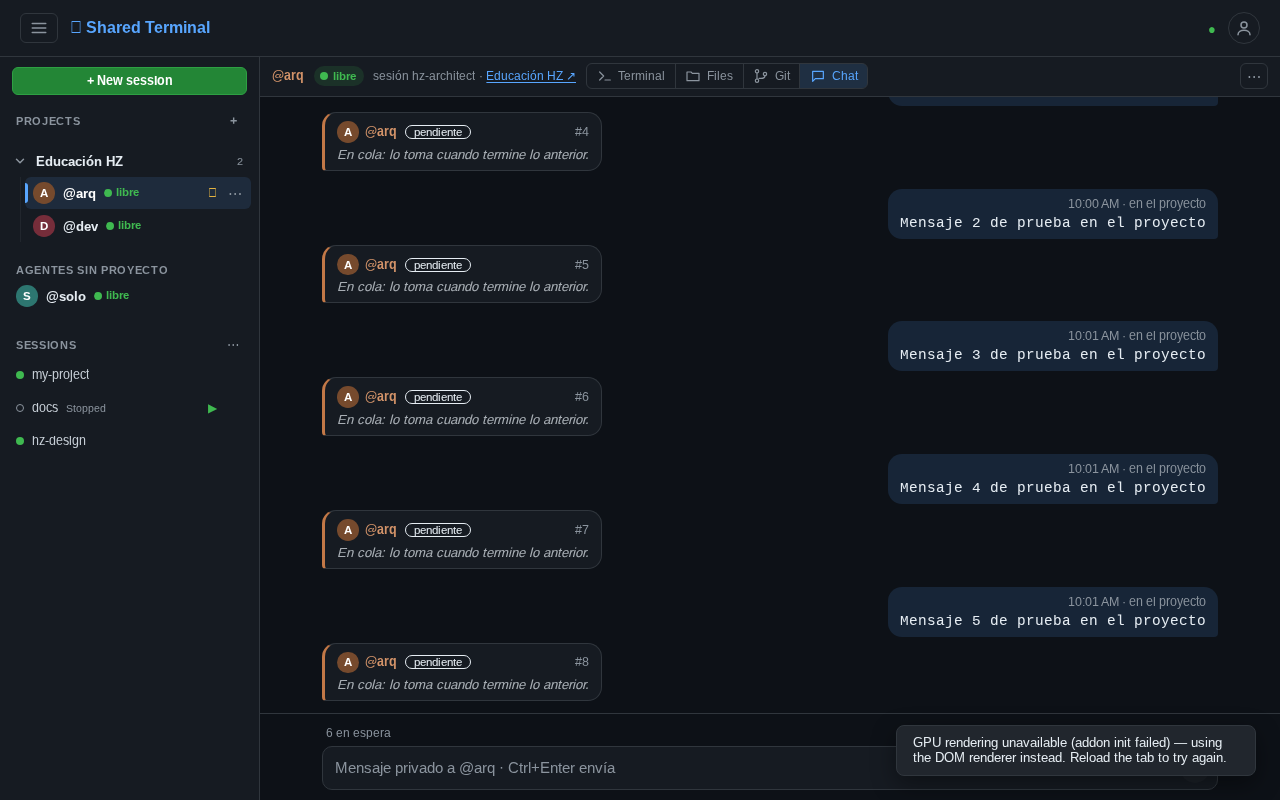 Shared Terminal
+ New session
PROJECTS +
Educación HZ 2
A @arq libre ⋯
D @dev libre
AGENTES SIN PROYECTO
S @solo libre
SESSIONS ⋯
my-project
docs Stopped
hz-design
@arq libre sesión hz-architect · Educación HZ ↗ Terminal Files Git Chat ⋯
A @arq pendiente #4
En cola: lo toma cuando termine lo anterior.
10:00 AM · en el proyecto
Mensaje 2 de prueba en el proyecto
A @arq pendiente #5
En cola: lo toma cuando termine lo anterior.
10:01 AM · en el proyecto
Mensaje 3 de prueba en el proyecto
A @arq pendiente #6
En cola: lo toma cuando termine lo anterior.
10:01 AM · en el proyecto
Mensaje 4 de prueba en el proyecto
A @arq pendiente #7
En cola: lo toma cuando termine lo anterior.
10:01 AM · en el proyecto
Mensaje 5 de prueba en el proyecto
A @arq pendiente #8
En cola: lo toma cuando termine lo anterior.
6 en espera
Mensaje privado a @arq · Ctrl+Enter envía
GPU rendering unavailable (addon init failed) — using
the DOM renderer instead. Reload the tab to try again.